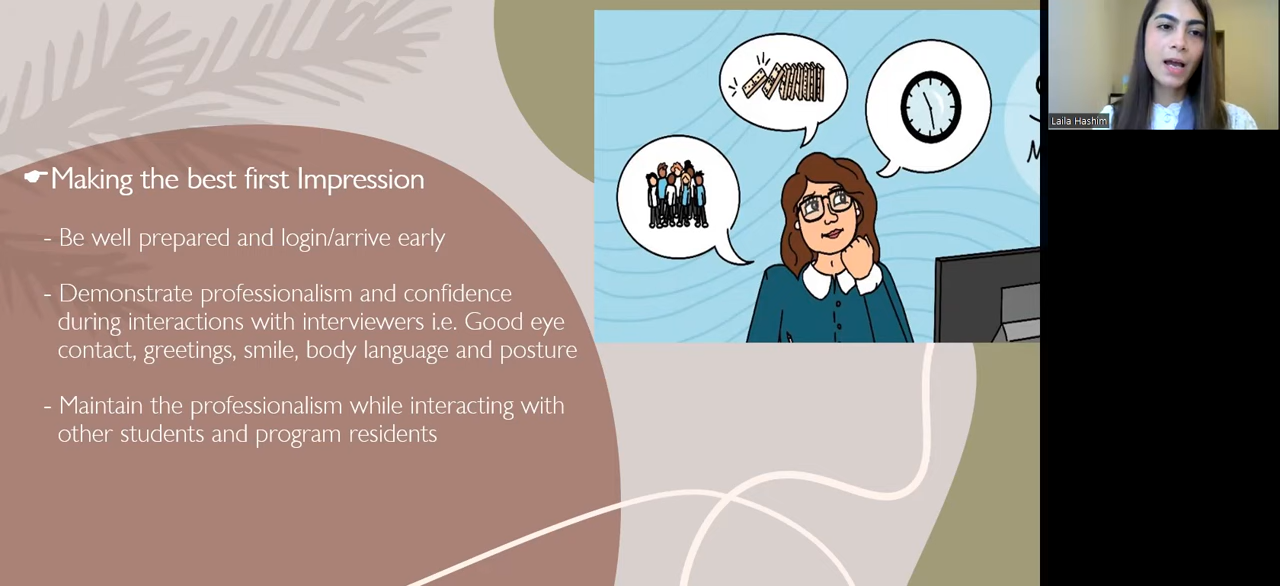 Making the best first Impression
- Be well prepared and login/arrive early
- Demonstrate professionalism and confidence
during interactions with interviewers i.e. Good eye
contact, greetings, smile, body language and posture
- Maintain the professionalism while interacting with
other students and program residents
Laila Hashim